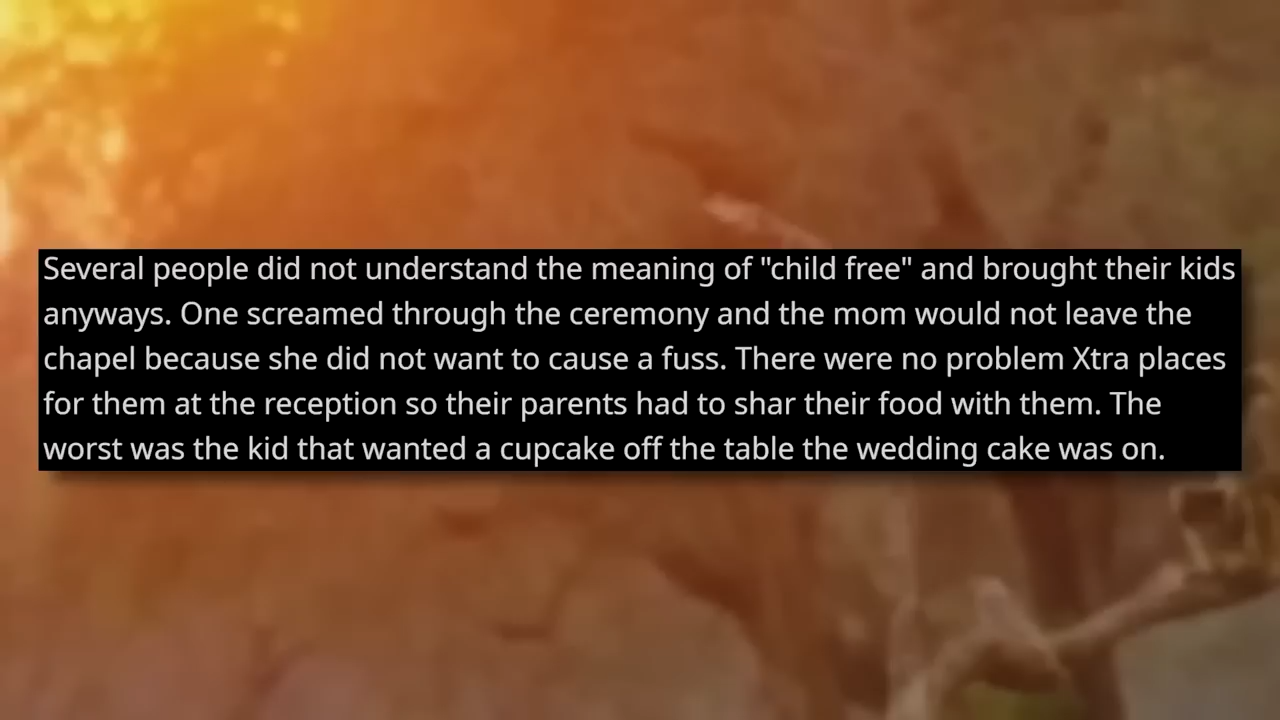 Several people did not understand the meaning of "child free" and brought their kids
anyways. One screamed through the ceremony and the mom would not leave the
chapel because she did not want to cause a fuss. There were no problem Xtra places
for them at the reception so their parents had to shar their food with them. The
worst was the kid that wanted a cupcake off the table the wedding cake was on.